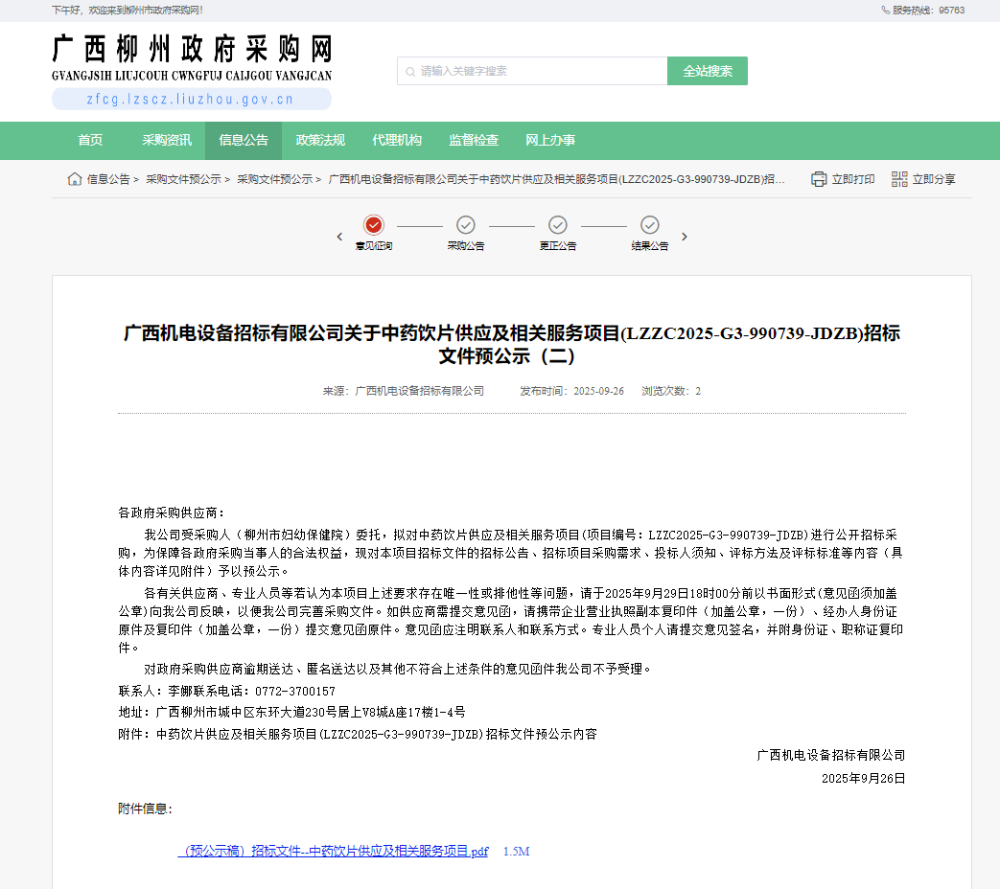 下午好，欢迎来到柳州市政府采购网！
服务热线：95763
广西柳州政府采购网
GVANGJSIH LIUJCOUH CWNGFUJ CAIJGOU VANGJCAN
zfcg.lzscz.liuzhou.gov.cn
请输入关键字搜索
全站搜索
首页 采购资讯 信息公告 政策法规 代理机构 监督检查 网上办事
信息公告 > 采购文件预公示 > 采购文件预公示 > 广西机电设备招标有限公司关于中药饮片供应及相关服务项目(LZZC2025-G3-990739-JDZB)招...
立即打印 立即分享
意见征询 采购公告 更正公告 结果公告
广西机电设备招标有限公司关于中药饮片供应及相关服务项目(LZZC2025-G3-990739-JDZB)招标
文件预公示（二）
来源：广西机电设备招标有限公司 发布时间：2025-09-26 浏览次数：2
各政府采购供应商：
我公司受采购人（柳州市妇幼保健院）委托，拟对中药饮片供应及相关服务项目(项目编号：LZZC2025-G3-990739-JDZB)进行公开招标采
购，为保障各政府采购当事人的合法权益，现对本项目招标文件的招标公告、招标项目采购需求、投标人须知、评标方法及评标标准等内容（具
体内容详见附件）予以预公示。
各有关供应商、专业人员等若认为本项目上述要求存在唯一性或排他性等问题，请于2025年9月29日18时00分前以书面形式(意见函须加盖
公章)向我公司反映，以便我公司完善采购文件。如供应商需提交意见函，请携带企业营业执照副本复印件（加盖公章，一份）、经办人身份证
原件及复印件（加盖公章，一份）提交意见函原件。意见函应注明联系人和联系方式。专业人员个人请提交意见签名，并附身份证、职称证复印
件。
对政府采购供应商逾期送达、匿名送达以及其他不符合上述条件的意见函件我公司不予受理。
联系人：李娜联系电话：0772-3700157
地址：广西柳州市城中区东环大道230号居上V8城A座17楼1-4号
附件：中药饮片供应及相关服务项目(LZZC2025-G3-990739-JDZB)招标文件预公示内容
广西机电设备招标有限公司
2025年9月26日
附件信息：
（预公示稿）招标文件--中药饮片供应及相关服务项目.pdf 1.5M